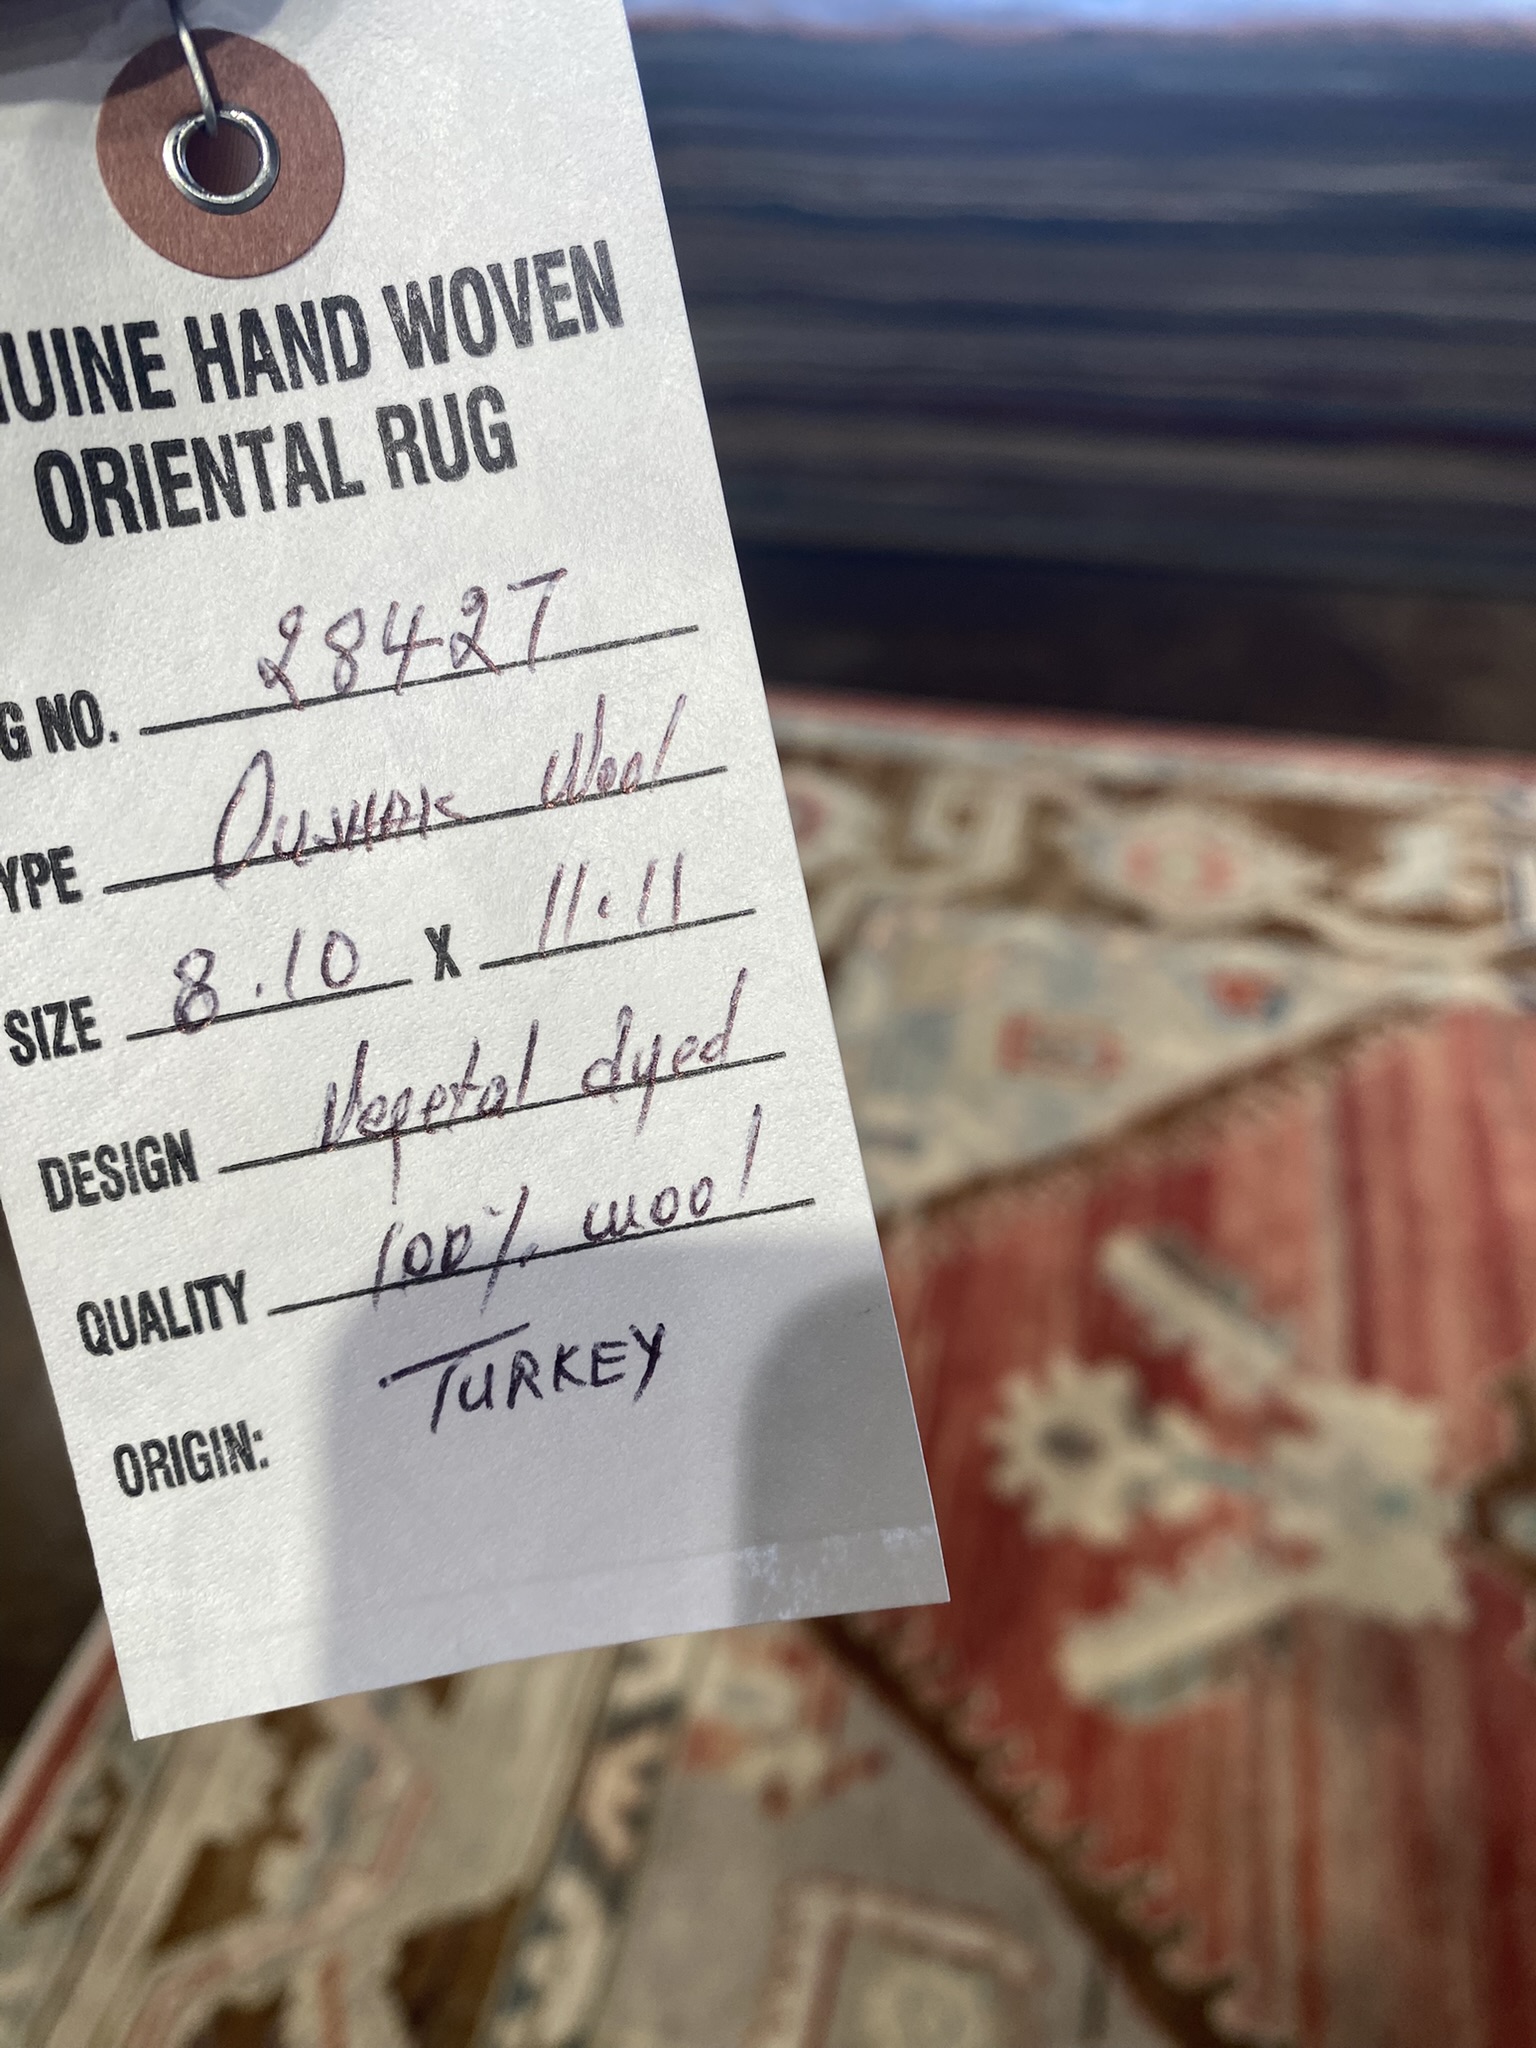 NUINE HAND WOVEN
ORIENTAL RUG
G NO. 28427
YPE Oushak Wool
SIZE 8.10 X 11.11
DESIGN Vegetal dyed
QUALITY 100% wool
ORIGIN: TURKEY